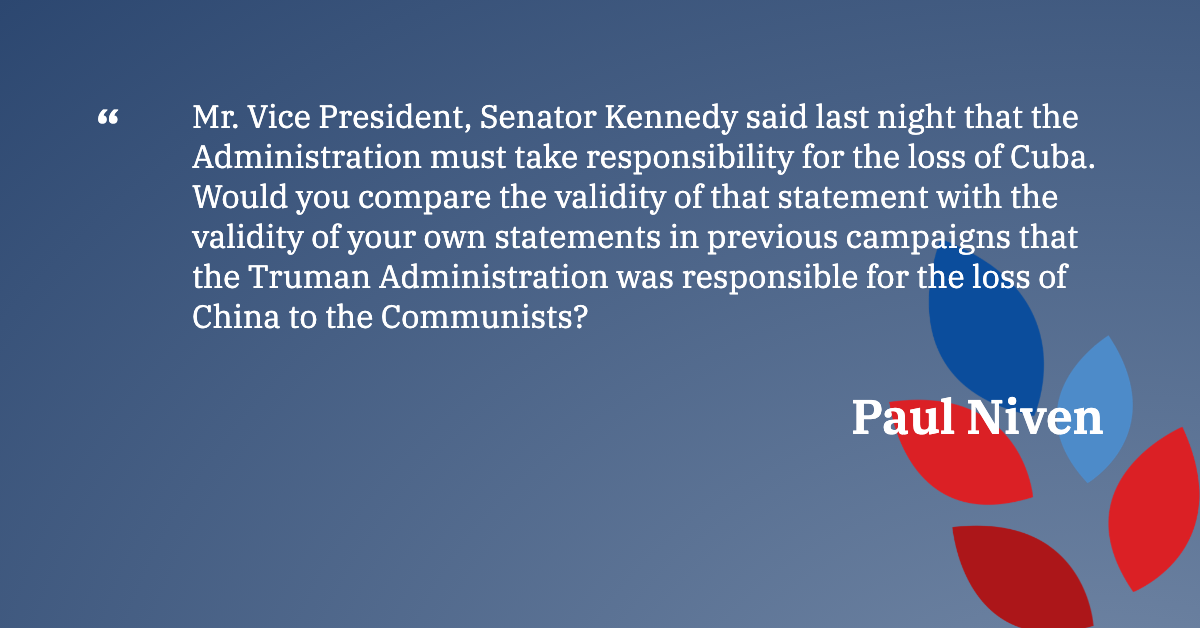 “
Mr. Vice President, Senator Kennedy said last night that the
Administration must take responsibility for the loss of Cuba.
Would you compare the validity of that statement with the
validity of your own statements in previous campaigns that
the Truman Administration was responsible for the loss of
China to the Communists?
Paul Niven